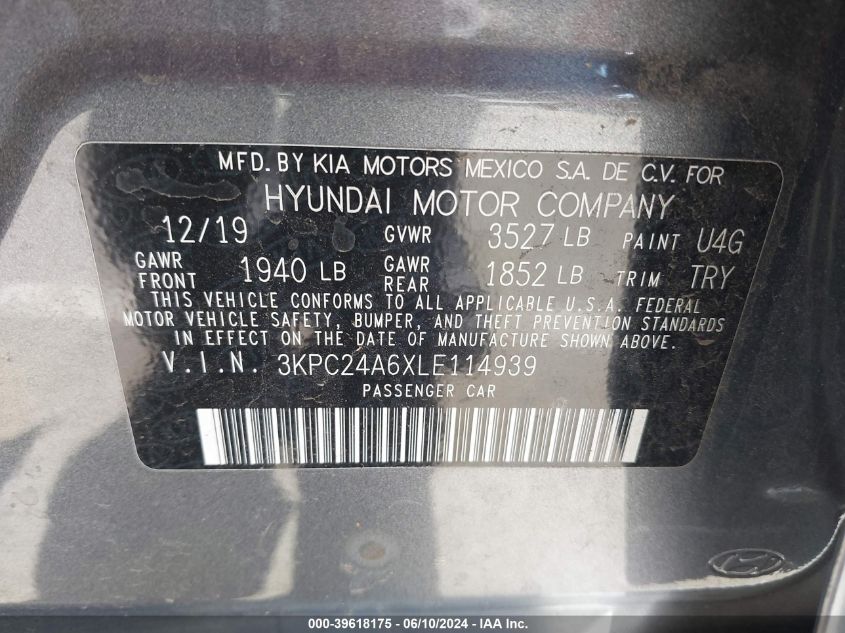 MFD. BY KIA MOTORS MEXICO S.A. DE C.V. FOR
HYUNDAI MOTOR COMPANY
12/19 GVWR 3527 LB PAINT U4G
GAWR FRONT 1940 LB GAWR REAR 1852 LB TRIM TRY
THIS VEHICLE CONFORMS TO ALL APPLICABLE U.S.A. FEDERAL
MOTOR VEHICLE SAFETY, BUMPER, AND THEFT PREVENTION STANDARDS
IN EFFECT ON THE DATE OF MANUFACTURE SHOWN ABOVE.
V.I.N. 3KPC24A6XLE114939
PASSENGER CAR
000-39618175 - 06/10/2024 - IAA Inc.